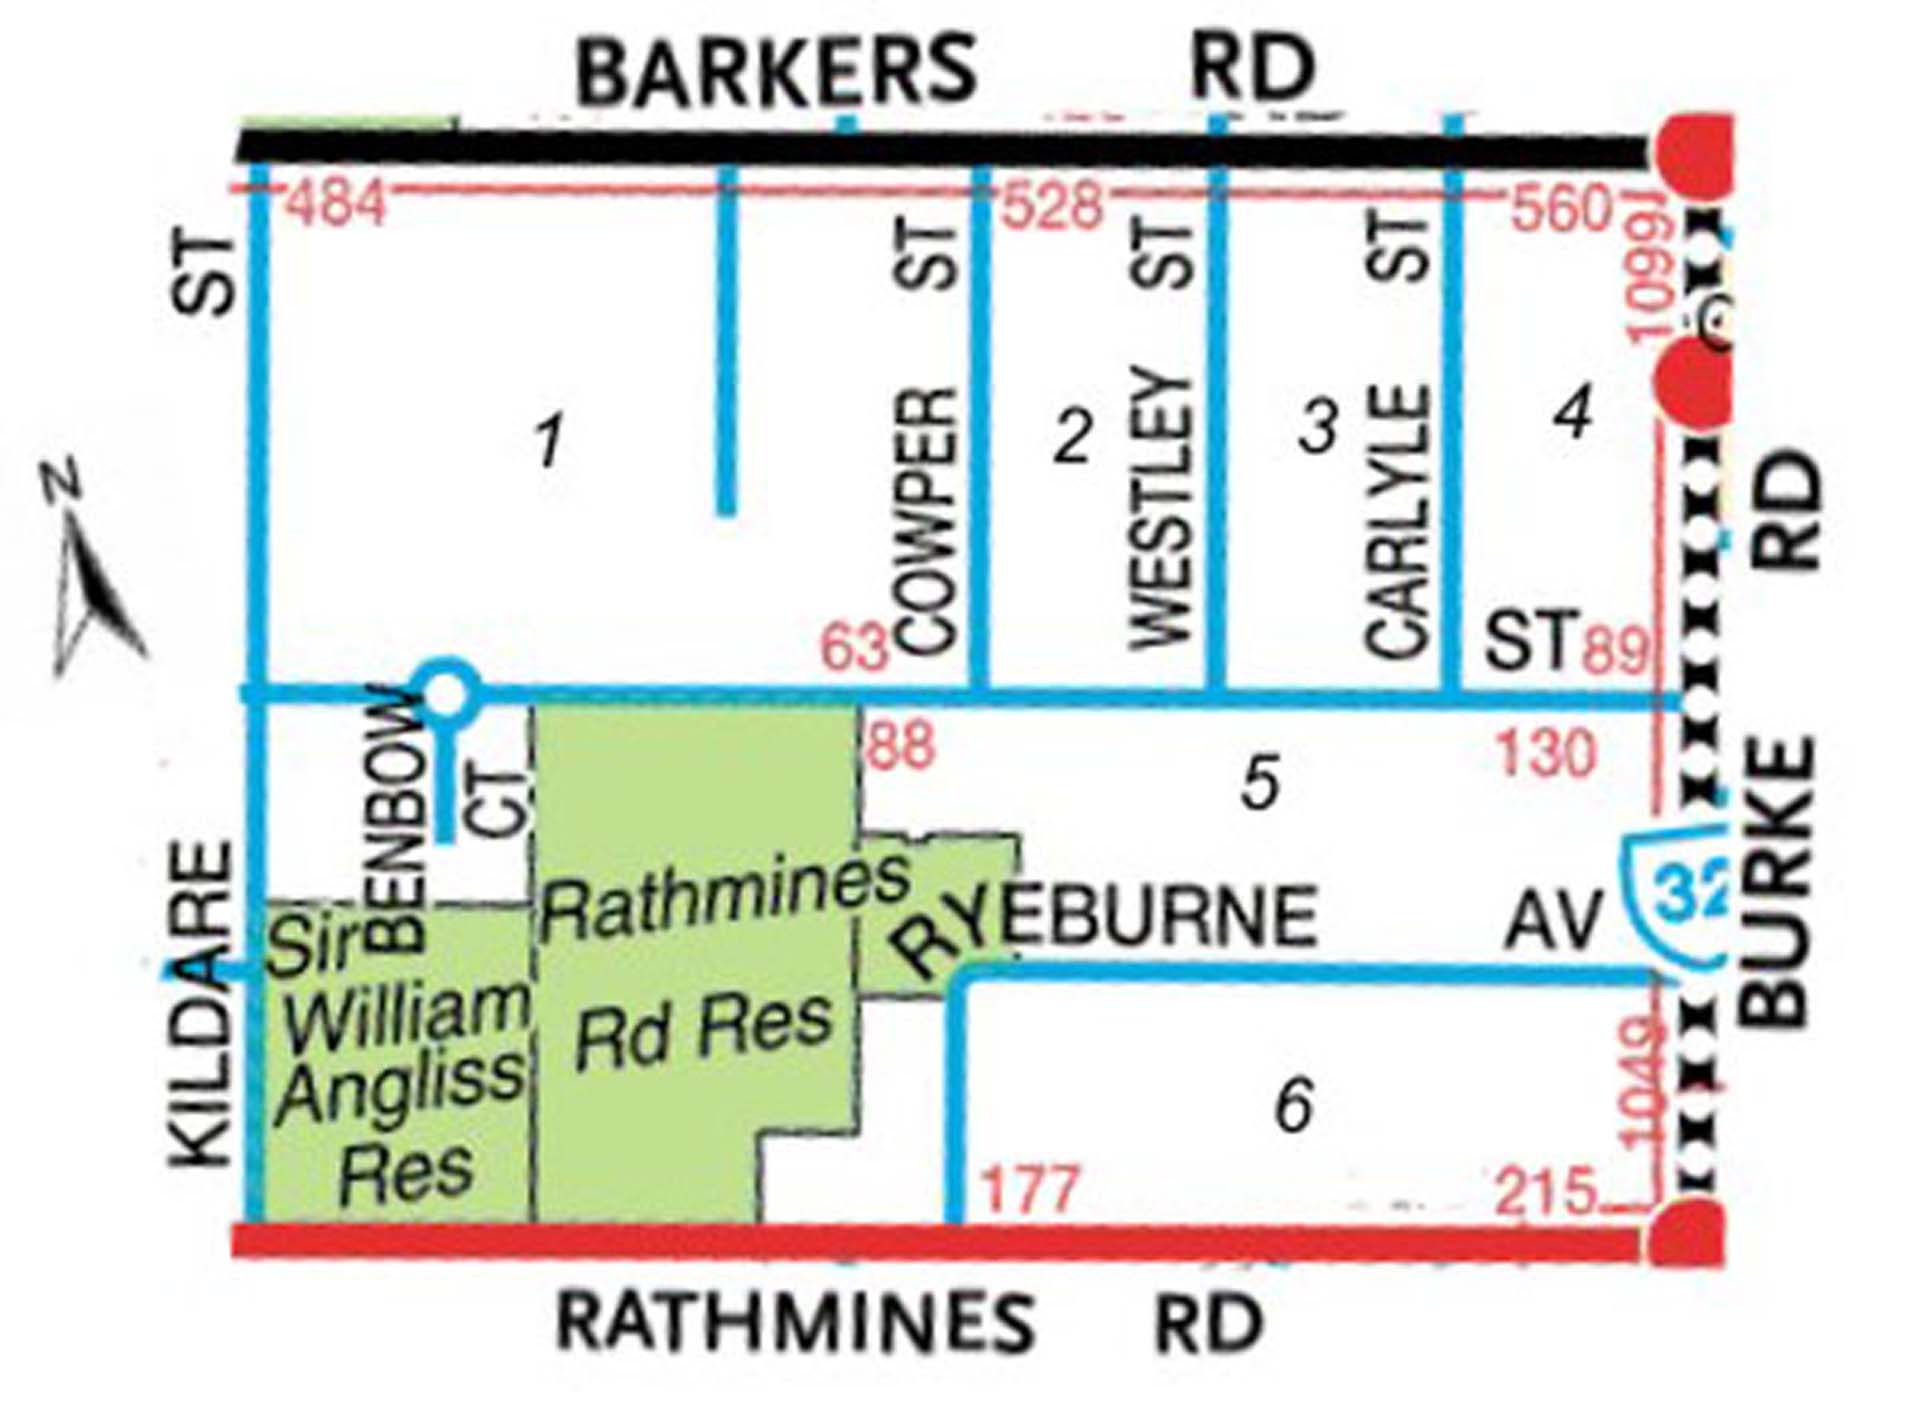 BARKERS RD
484
528
560
1099
ST
COWPER ST
WESTLEY ST
CARLYLE ST
1
2
3
4
N
RD
63
ST 89
88
130
BENBOW
CT
5
KILDARE
BURKE
Rathmines
Rd Res
RYEBURNE AV
32
Sir
William
Angliss
Res
6
1049
177
215
RATHMINES RD